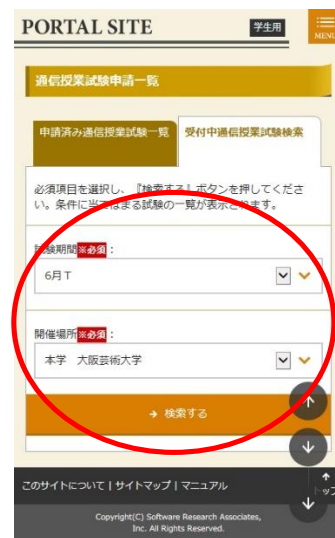 PORTAL SITE
学生用
MENU
通信授業試験申請一覧
申請済み通信授業試験一覧
受付中通信授業試験検索
必須項目を選択し、『検索する』ボタンを押してくださ
い。条件に当てはまる試験の一覧が表示されます。
試験期間※必須：
6月T
開催場所※必須：
本学 大阪芸術大学
→ 検索する
このサイトについて | サイトマップ | マニュアル
トップ
Copyright(C) Software Research Associates,
Inc. All Rights Reserved.